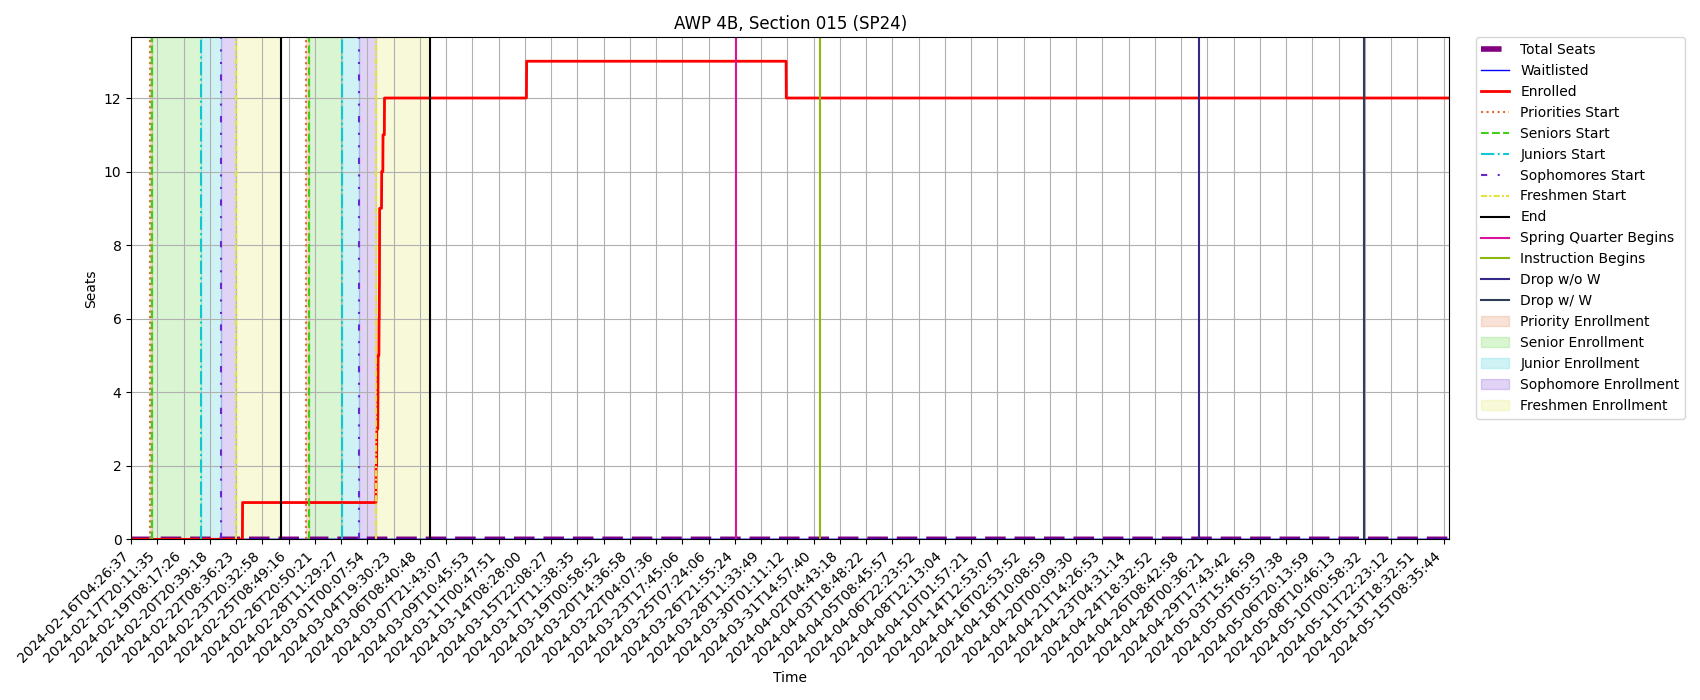 AWP 4B, Section 015 (SP24)
Seats
12
10
8
6
4
2
0
2024-02-16T04:26:37
2024-02-17T20:11:35
2024-02-19T08:17:26
2024-02-20T20:39:18
2024-02-22T08:36:23
2024-02-23T20:32:58
2024-02-25T08:49:16
2024-02-26T20:50:21
2024-02-28T11:29:27
2024-03-01T00:07:54
2024-03-04T19:30:23
2024-03-06T08:40:48
2024-03-07T21:43:07
2024-03-09T10:45:53
2024-03-11T00:47:51
2024-03-14T08:28:00
2024-03-15T22:08:27
2024-03-17T11:38:35
2024-03-19T00:58:52
2024-03-20T14:36:58
2024-03-22T04:07:36
2024-03-23T17:45:06
2024-03-25T07:24:06
2024-03-26T21:55:24
2024-03-28T11:33:49
2024-03-30T01:11:12
2024-03-31T14:57:40
2024-04-02T04:43:18
2024-04-03T18:48:22
2024-04-05T08:45:57
2024-04-06T22:23:52
2024-04-08T12:13:04
2024-04-10T01:57:21
2024-04-14T12:53:07
2024-04-16T02:53:52
2024-04-18T10:08:59
2024-04-20T00:09:30
2024-04-21T14:26:53
2024-04-23T04:31:14
2024-04-24T18:32:52
2024-04-26T08:42:58
2024-04-28T00:36:21
2024-04-29T17:43:42
2024-05-03T15:46:59
2024-05-05T05:57:38
2024-05-06T20:13:59
2024-05-08T10:46:13
2024-05-10T00:58:32
2024-05-11T22:23:12
2024-05-13T18:32:51
2024-05-15T08:35:44
Time
Total Seats
Waitlisted
Enrolled
Priorities Start
Seniors Start
Juniors Start
Sophomores Start
Freshmen Start
End
Spring Quarter Begins
Instruction Begins
Drop w/o W
Drop w/ W
Priority Enrollment
Senior Enrollment
Junior Enrollment
Sophomore Enrollment
Freshmen Enrollment